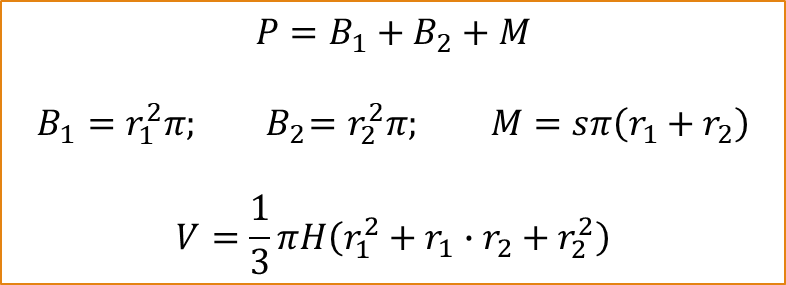 P = B₁ + B₂ + M
B₁ = r₁²π; B₂= r₂²π; M = sπ(r₁ + r₂)
V = 1/3 πH(r₁² + r₁ · r₂ + r₂²)